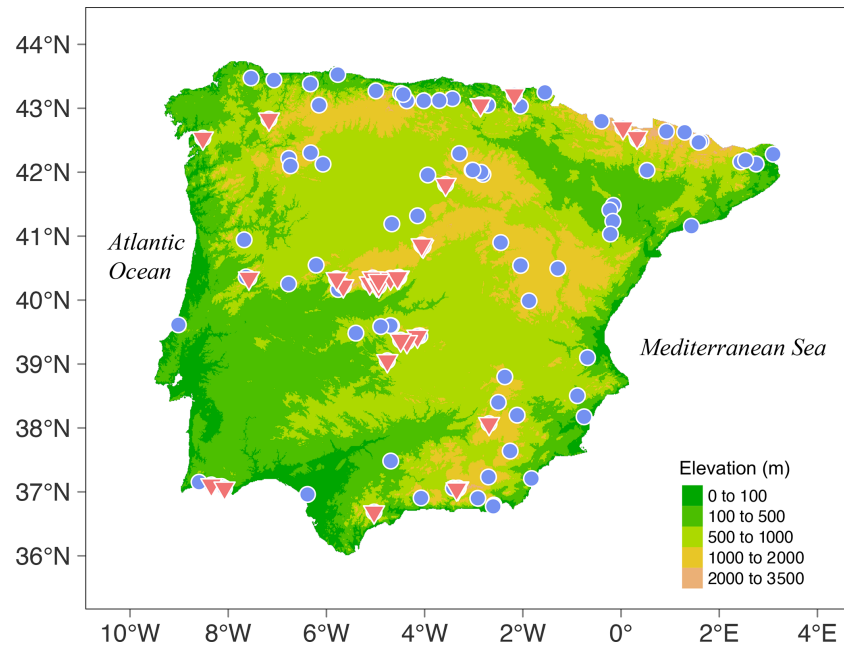 44°N
43°N
42°N
41°N
40°N
39°N
38°N
37°N
36°N
Atlantic
Ocean
Mediterranean Sea
Elevation (m)
0 to 100
100 to 500
500 to 1000
1000 to 2000
2000 to 3500
10°W 8°W 6°W 4°W 2°W 0° 2°E 4°E